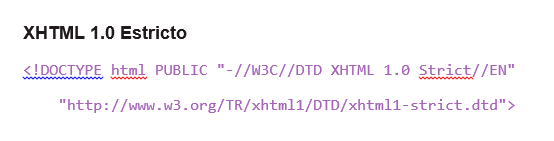 XHTML 1.0 Estricto
<!DOCTYPE html PUBLIC "-//W3C//DTD XHTML 1.0 Strict//EN"
"http://www.w3.org/TR/xhtml1/DTD/xhtml1-strict.dtd">